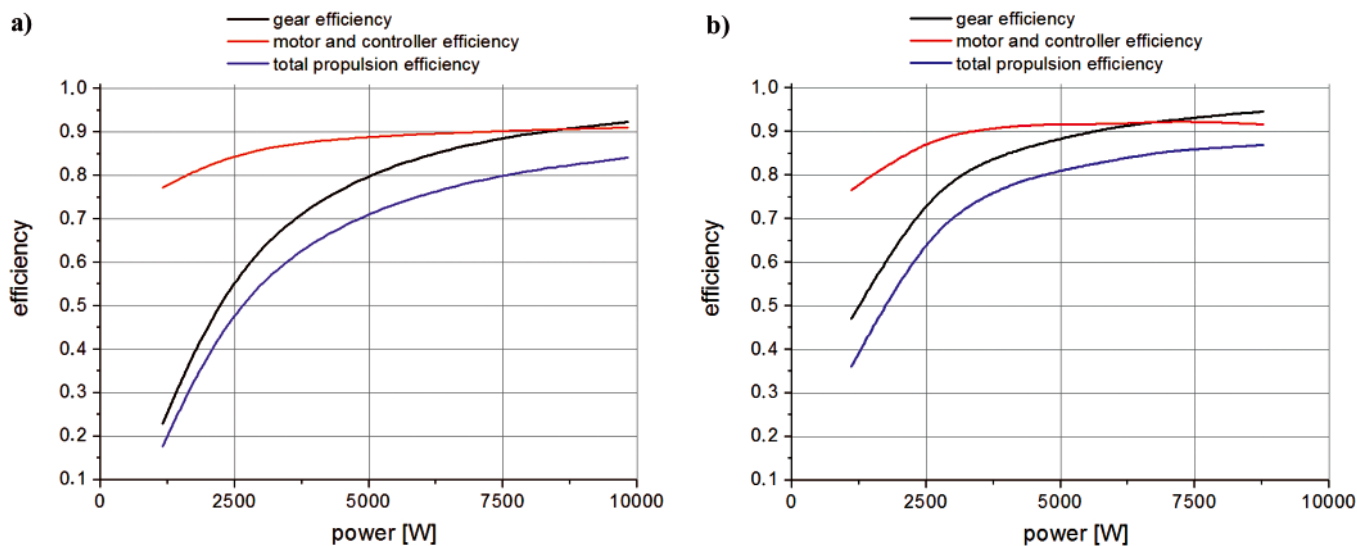 a)
gear efficiency
motor and controller efficiency
total propulsion efficiency
1.0
0.9
0.8
0.7
0.6
0.5
0.4
0.3
0.2
0.1
efficiency
0 2500 5000 7500 10000
power [W]
b)
gear efficiency
motor and controller efficiency
total propulsion efficiency
1.0
0.9
0.8
0.7
0.6
0.5
0.4
0.3
0.2
0.1
efficiency
0 2500 5000 7500 10000
power [W]